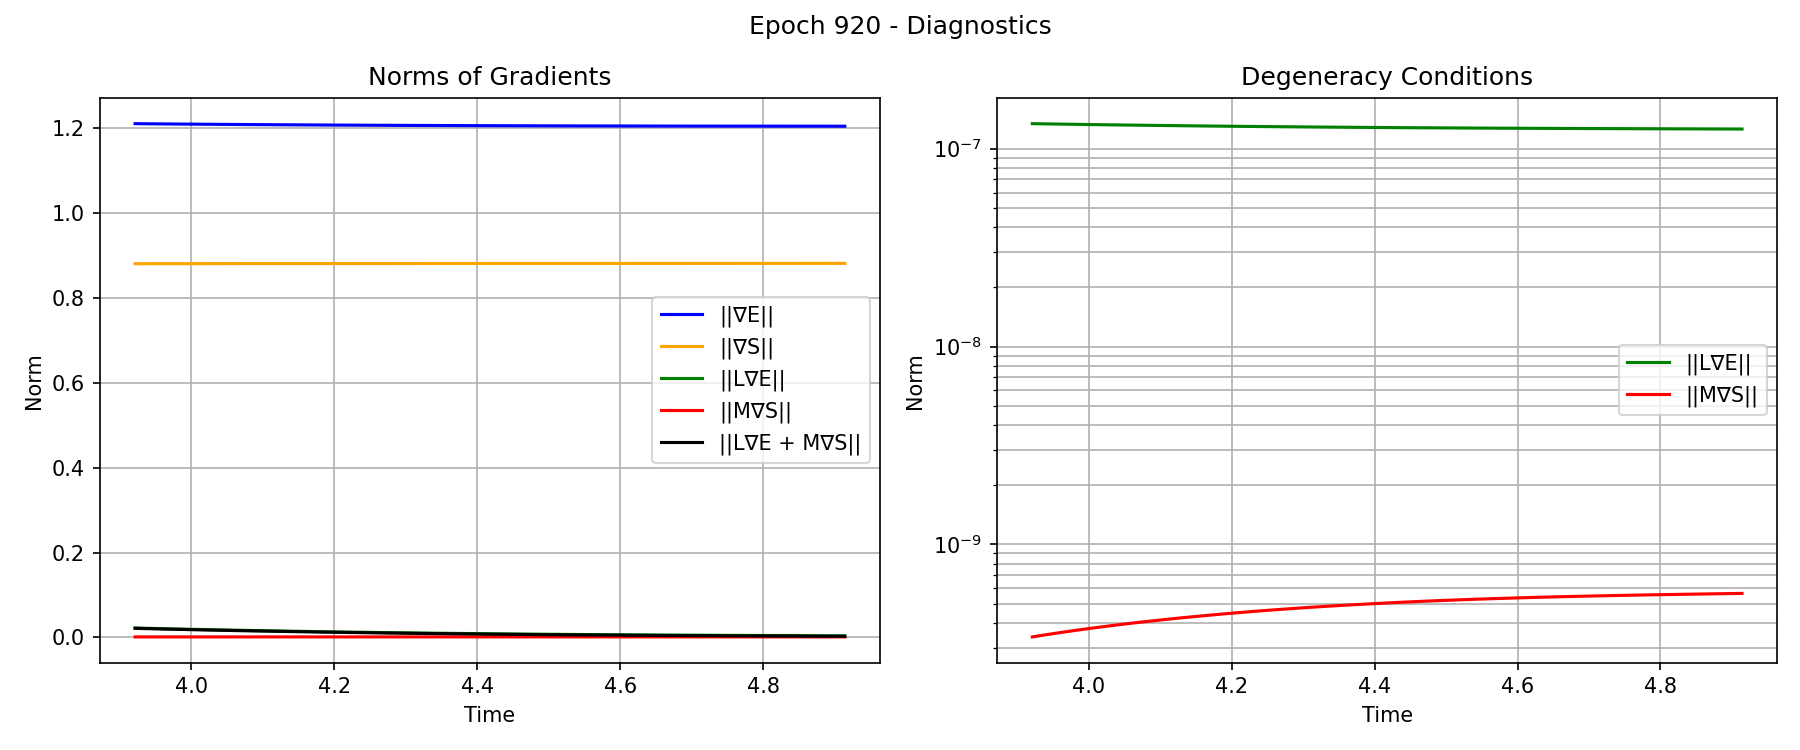 Epoch 920 - Diagnostics
Norms of Gradients
Norm
1.2
1.0
0.8
0.6
0.4
0.2
0.0
||∇E||
||∇S||
||L∇E||
||M∇S||
||L∇E + M∇S||
4.0 4.2 4.4 4.6 4.8
Time
Degeneracy Conditions
Norm
10⁻⁷
10⁻⁸
10⁻⁹
||L∇E||
||M∇S||
4.0 4.2 4.4 4.6 4.8
Time